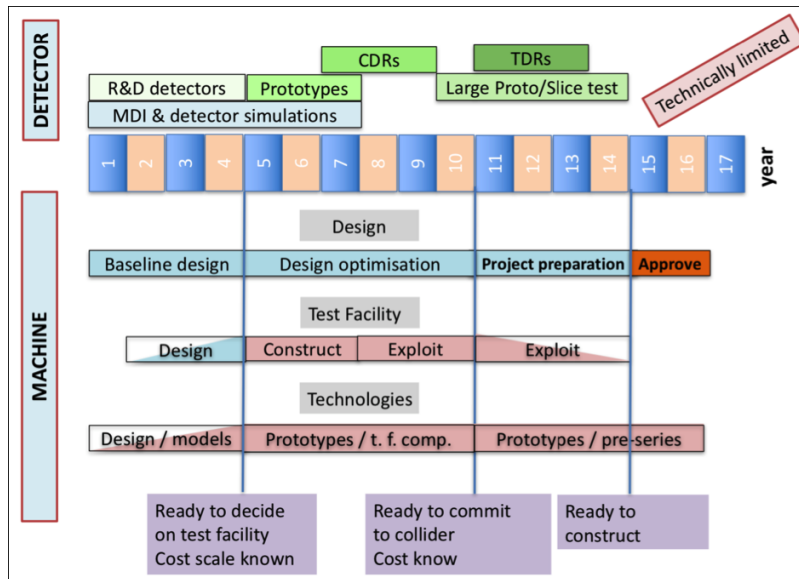 DETECTOR
CDRs
TDRs
Technically limited
R&D detectors
Prototypes
Large Proto/Slice test
MDI & detector simulations
1 2 3 4 5 6 7 8 9 10 11 12 13 14 15 16 17
year
MACHINE
Design
Baseline design
Design optimisation
Project preparation
Approve
Test Facility
Design
Construct
Exploit
Exploit
Technologies
Design / models
Prototypes / t. f. comp.
Prototypes / pre-series
Ready to decide
on test facility
Cost scale known
Ready to commit
to collider
Cost know
Ready to
construct